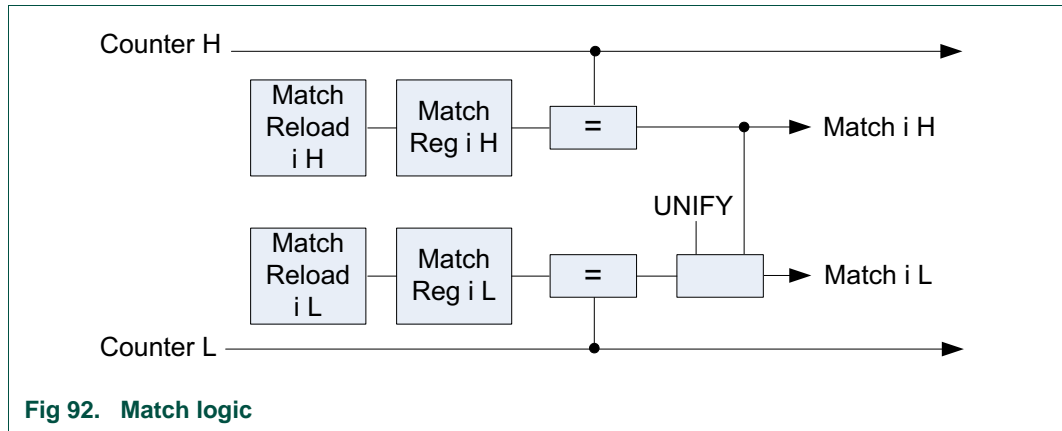 Counter H
Match
Reload
i H
Match
Reg i H
=
Match i H
UNIFY
Match
Reload
i L
Match
Reg i L
=
Match i L
Counter L
Fig 92. Match logic